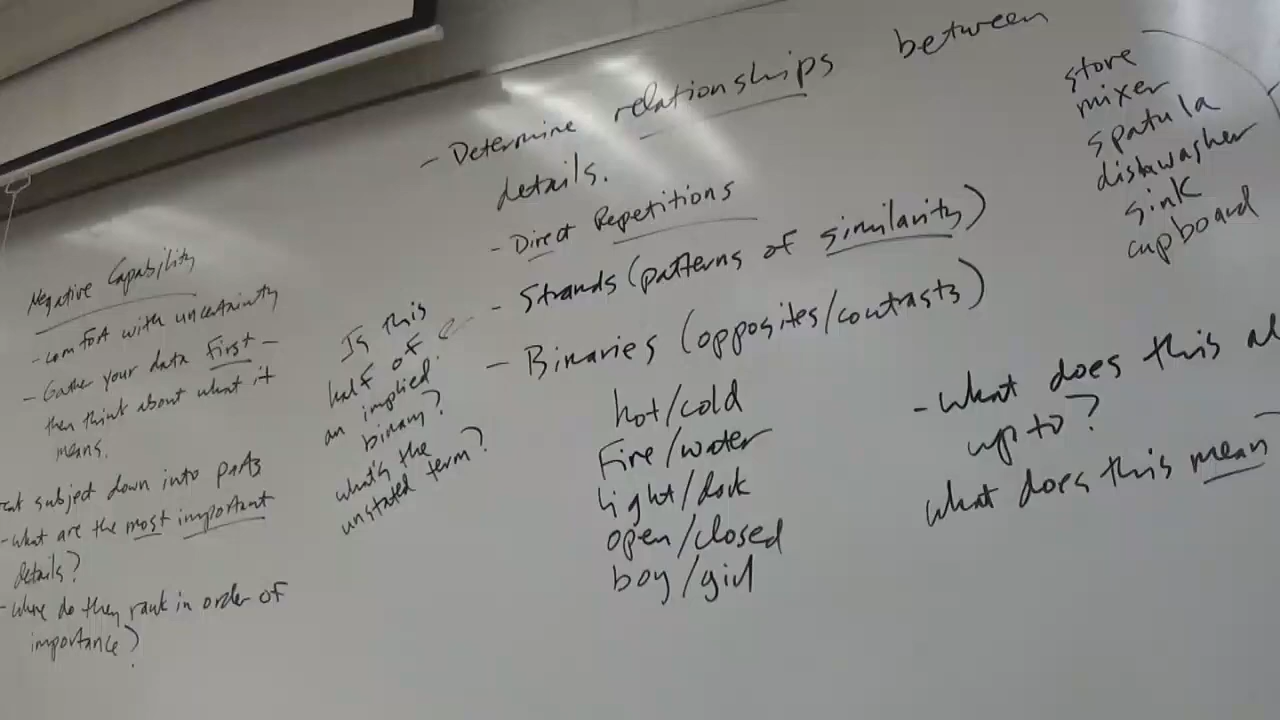 Negative Capability
- comfort with uncertainty
- Gather your data first -
then think about what it
means.
subject down into parts
- what are the most important
details?
- Where do they rank in order of
importance?
Is this
half of
an implied
binary?
what's the
unstated term?
- Determine relationships between
details.
- Direct Repetitions
- Strands (patterns of similarity)
- Binaries (opposites/contrasts)
hot/cold
Fire/water
light/dark
open/closed
boy/girl
stove
mixer
spatula
dishwasher
sink
cupboard
- what does this
up to?
what does this mean